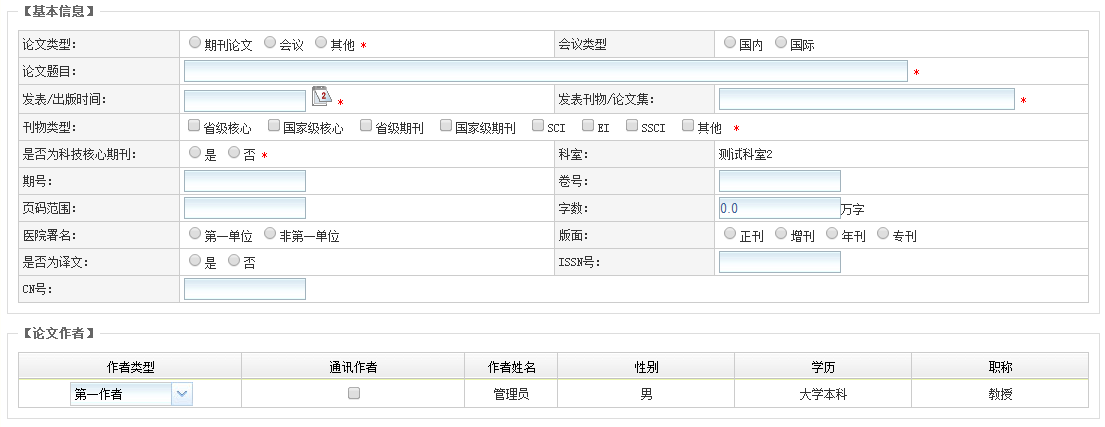 【基本信息】
论文类型： 期刊论文 会议 其他 * 会议类型 国内 国际
论文题目： *
发表/出版时间： 2 * 发表刊物/论文集： *
刊物类型： 省级核心 国家级核心 省级期刊 国家级期刊 SCI EI SSCI 其他 *
是否为科技核心期刊： 是 否 * 科室： 测试科室2
期号： 卷号：
页码范围： 字数： 0.0 万字
医院署名： 第一单位 非第一单位 版面： 正刊 增刊 年刊 专刊
是否为译文： 是 否 ISSN号：
CN号：
【论文作者】
作者类型 通讯作者 作者姓名 性别 学历 职称
第一作者 管理员 男 大学本科 教授